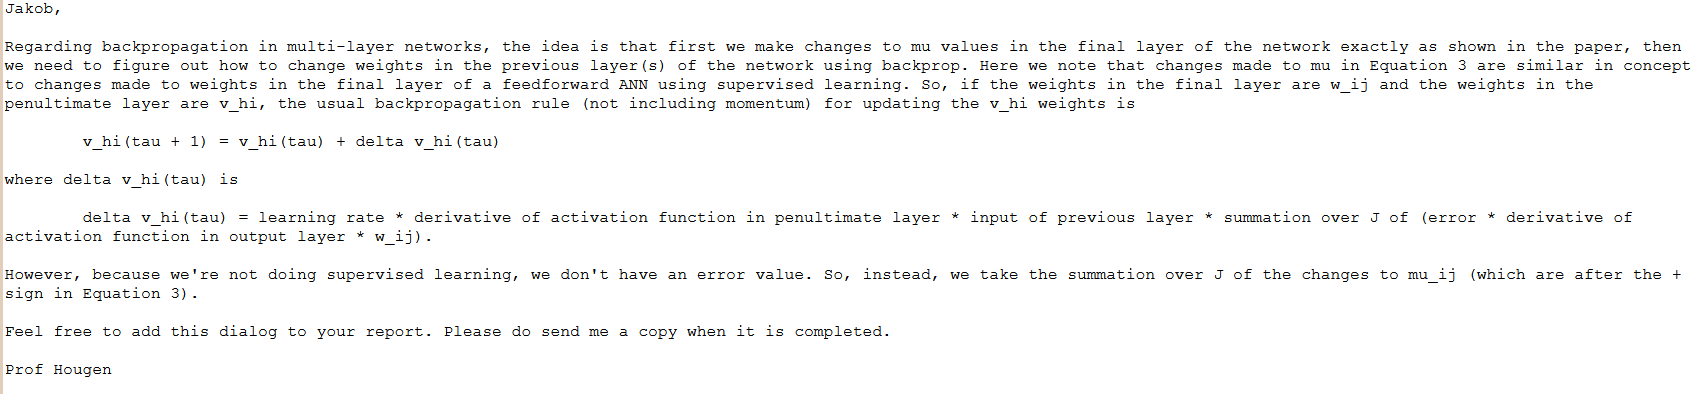 Jakob,
Regarding backpropagation in multi-layer networks, the idea is that first we make changes to mu values in the final layer of the network exactly as shown in the paper, then
we need to figure out how to change weights in the previous layer(s) of the network using backprop. Here we note that changes made to mu in Equation 3 are similar in concept
to changes made to weights in the final layer of a feedforward ANN using supervised learning. So, if the weights in the final layer are w_ij and the weights in the
penultimate layer are v_hi, the usual backpropagation rule (not including momentum) for updating the v_hi weights is
v_hi(tau + 1) = v_hi(tau) + delta v_hi(tau)
where delta v_hi(tau) is
delta v_hi(tau) = learning rate * derivative of activation function in penultimate layer * input of previous layer * summation over J of (error * derivative of
activation function in output layer * w_ij).
However, because we're not doing supervised learning, we don't have an error value. So, instead, we take the summation over J of the changes to mu_ij (which are after the +
sign in Equation 3).
Feel free to add this dialog to your report. Please do send me a copy when it is completed.
Prof Hougen